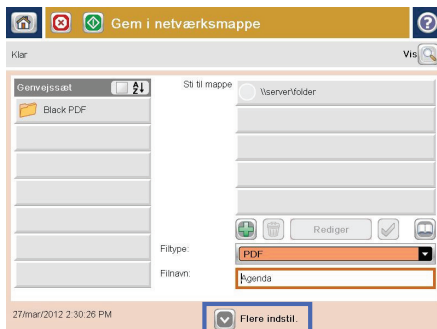 Gem i netværksmappe
Klar
Vis
Genvejssæt
Black PDF
Sti til mappe
\\server\folder
Rediger
Filtype:
PDF
Filnavn:
Agenda
27/mar/2012 2:30:26 PM
Flere indstil.